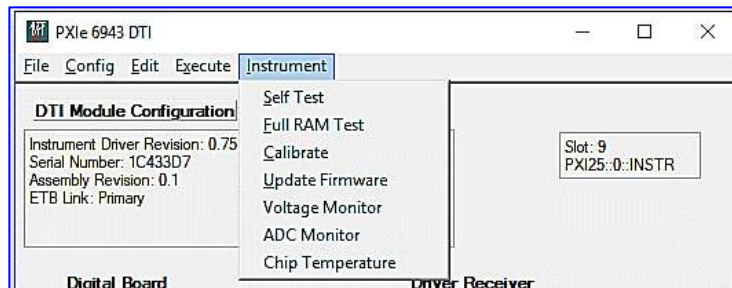 PXIe 6943 DTI
File Config Edit Execute Instrument
Self Test
Full RAM Test
Calibrate
Update Firmware
Voltage Monitor
ADC Monitor
Chip Temperature
DTI Module Configuration
Instrument Driver Revision: 0.75
Serial Number: 1C433D7
Assembly Revision: 0.1
ETB Link: Primary
Slot: 9
PXI25::0::INSTR
Digital Board
Driver Receiver